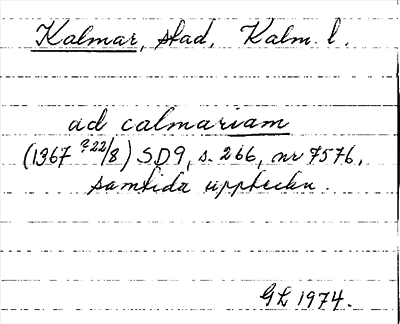 Kalmar, stad, Kalm. l.
ad calmariam
(1367 ?22/8) SD9, s. 266, nr 7576,
samtida uppteckn.
GL 1974.